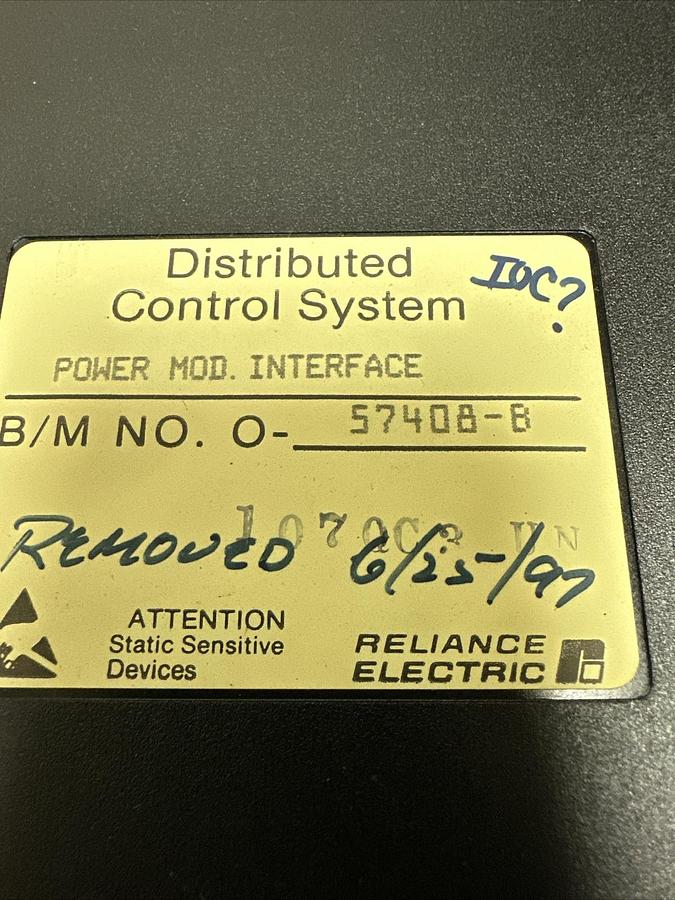 Distributed
Control System
IOC?
POWER MOD. INTERFACE
B/M NO. O-57408-B
REMOVED 6/25/97
ATTENTION
Static Sensitive
Devices
RELIANCE
ELECTRIC